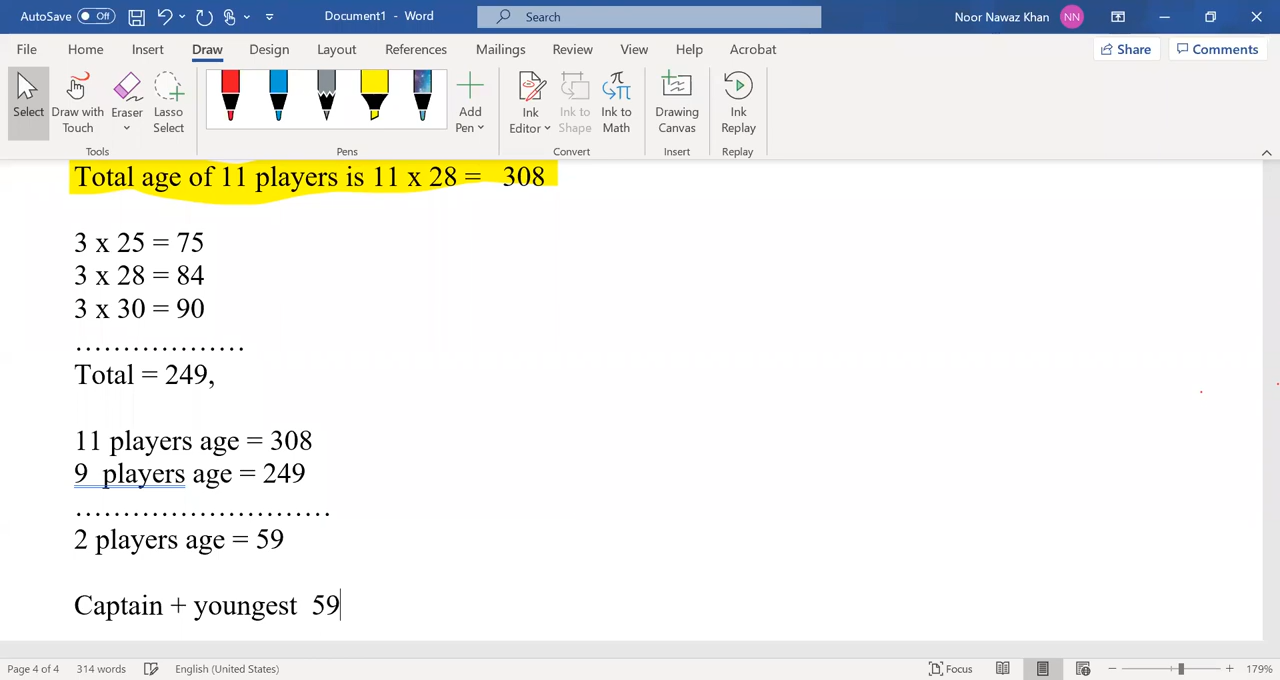 AutoSave Off Document1 - Word Search Noor Nawaz Khan NN
File Home Insert Draw Design Layout References Mailings Review View Help Acrobat Share Comments
Select Draw with Touch Eraser Lasso Select Add Pen Ink Editor Ink to Shape Ink to Math Drawing Canvas Ink Replay
Tools Pens Convert Insert Replay
Total age of 11 players is 11 x 28 = 308
3 x 25 = 75
3 x 28 = 84
3 x 30 = 90
………………
Total = 249,
11 players age = 308
9 players age = 249
………………………
2 players age = 59
Captain + youngest 59
Page 4 of 4 314 words English (United States) Focus 179%